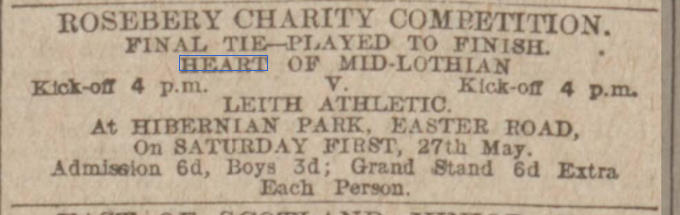 ROSEBERY CHARITY COMPETITION.
FINAL TIE—PLAYED TO FINISH.
HEART OF MID-LOTHIAN
Kick-off 4 p.m. V. Kick-off 4 p.m.
LEITH ATHLETIC.
At HIBERNIAN PARK, EASTER ROAD,
On SATURDAY FIRST, 27th May.
Admission 6d, Boys 3d; Grand Stand 6d Extra
Each Person.